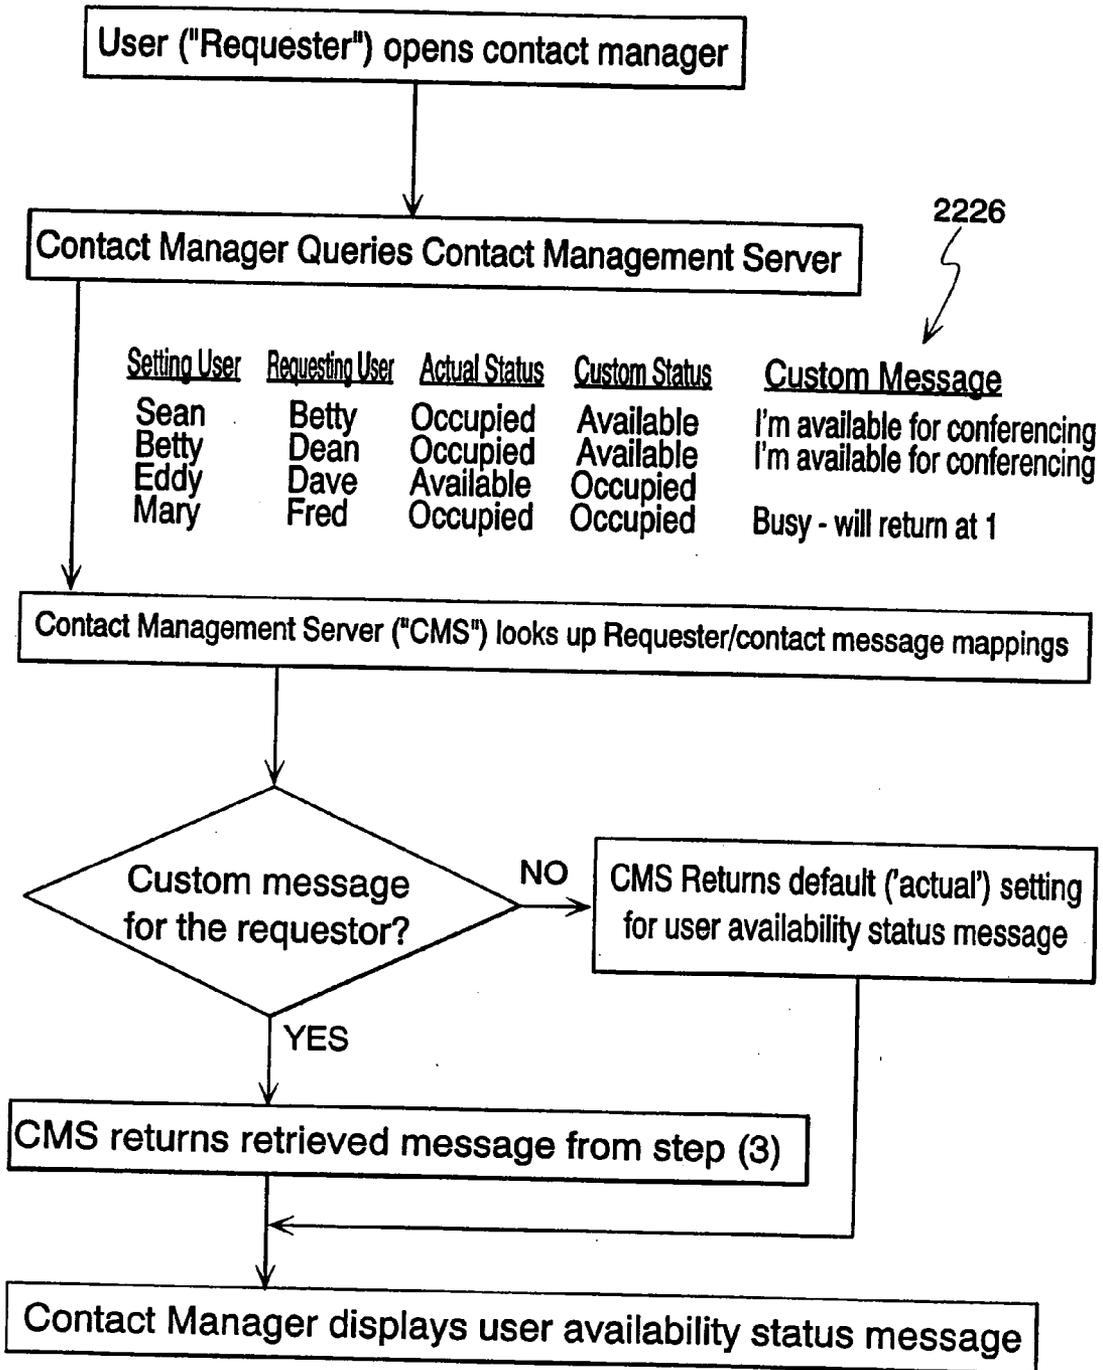 User ("Requester") opens contact manager
Contact Manager Queries Contact Management Server
2226
Setting User Requesting User Actual Status Custom Status Custom Message
Sean Betty Occupied Available I'm available for conferencing
Betty Dean Occupied Available I'm available for conferencing
Eddy Dave Available Occupied
Mary Fred Occupied Occupied Busy - will return at 1
Contact Management Server ("CMS") looks up Requester/contact message mappings
Custom message
for the requestor?
NO
CMS Returns default ('actual') setting
for user availability status message
YES
CMS returns retrieved message from step (3)
Contact Manager displays user availability status message